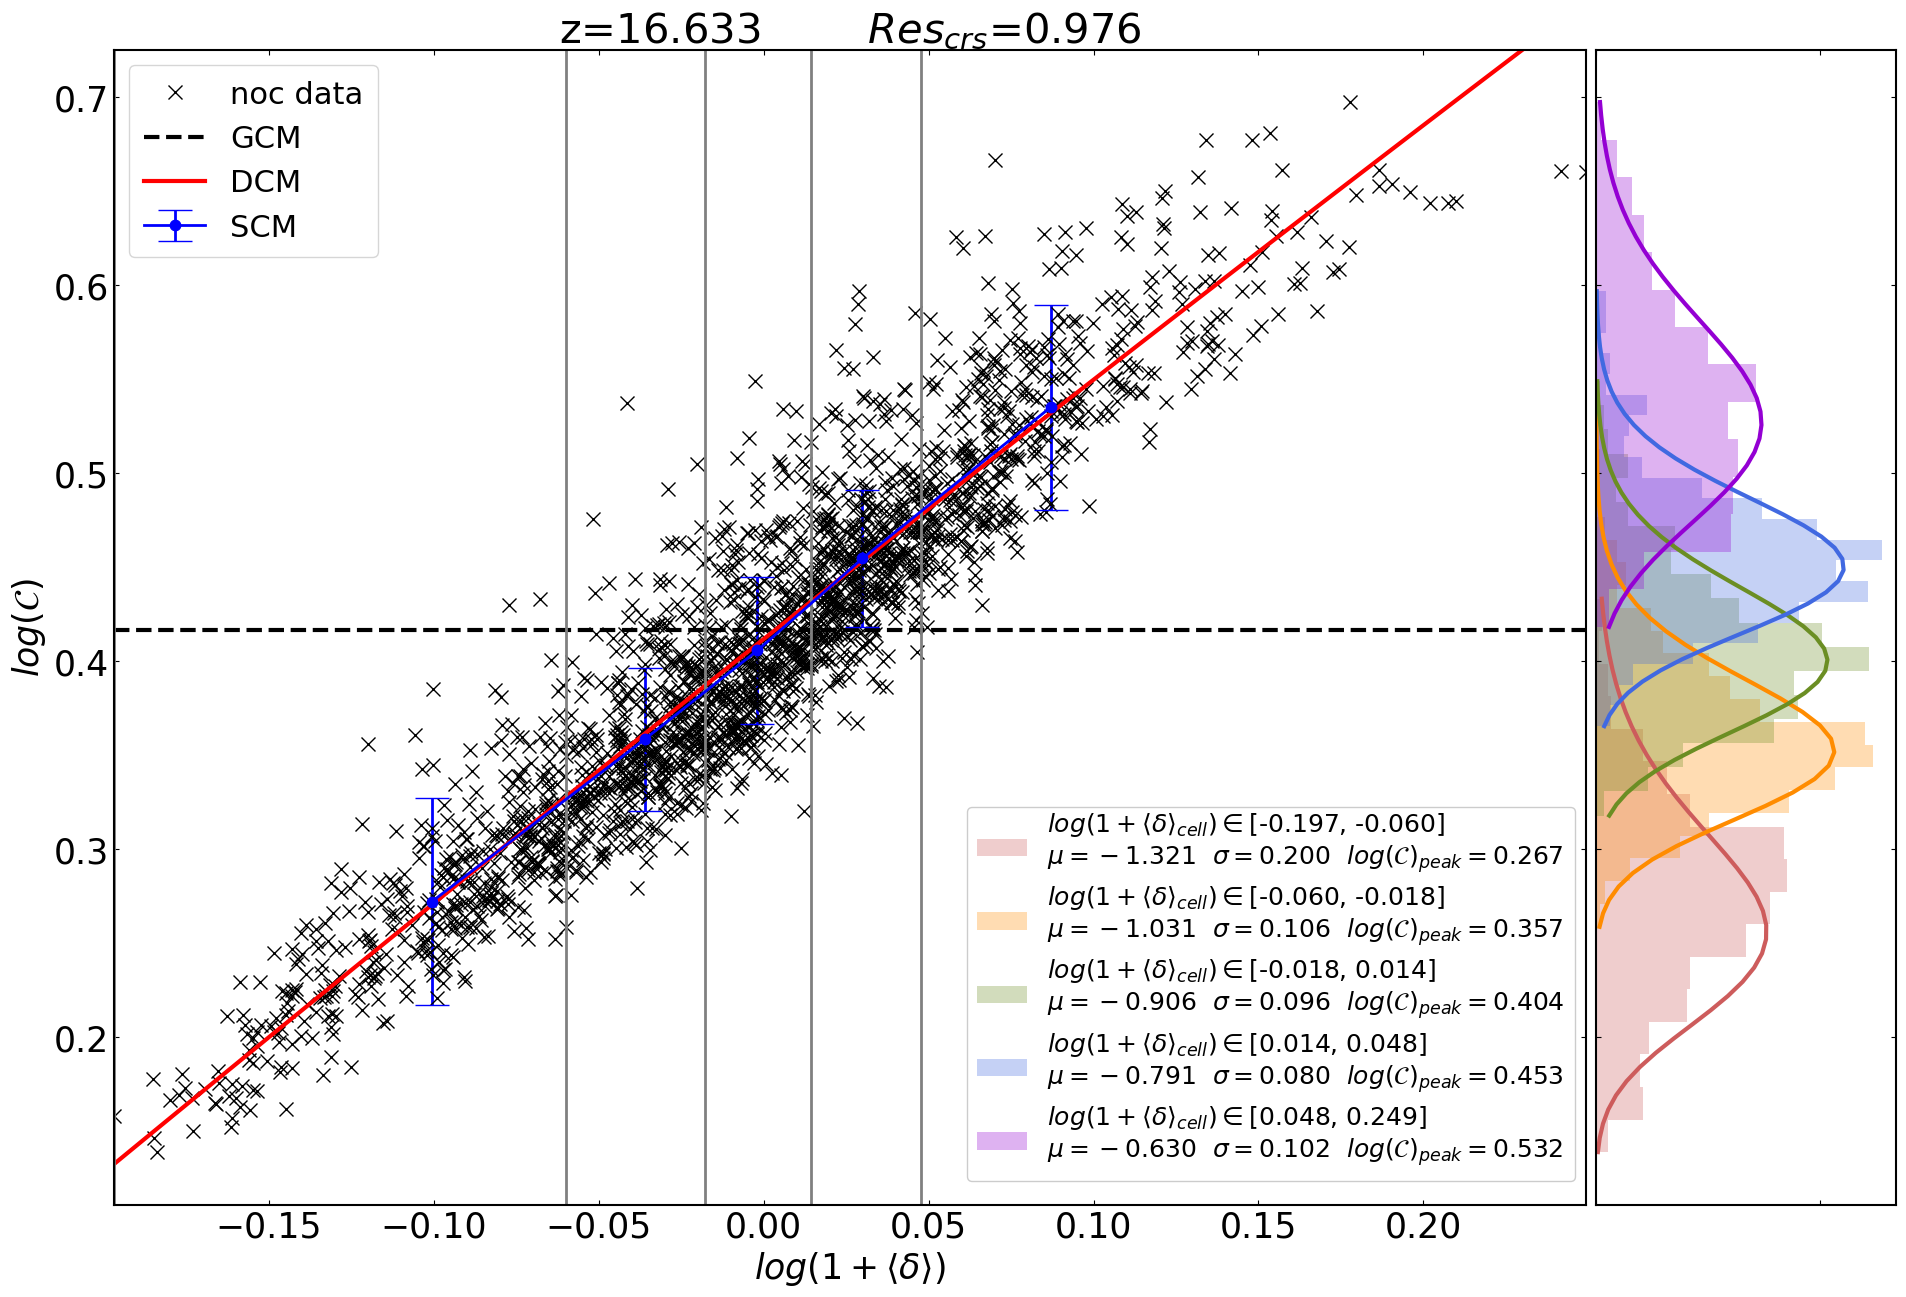 z=16.633 Res_crs=0.976
noc data
GCM
DCM
SCM
0.7
0.6
0.5
0.4
0.3
0.2
log(𝒞)
log(1 + ⟨δ⟩_cell) ∈ [-0.197, -0.060]
μ = −1.321 σ = 0.200 log(𝒞)_peak = 0.267
log(1 + ⟨δ⟩_cell) ∈ [-0.060, -0.018]
μ = −1.031 σ = 0.106 log(𝒞)_peak = 0.357
log(1 + ⟨δ⟩_cell) ∈ [-0.018, 0.014]
μ = −0.906 σ = 0.096 log(𝒞)_peak = 0.404
log(1 + ⟨δ⟩_cell) ∈ [0.014, 0.048]
μ = −0.791 σ = 0.080 log(𝒞)_peak = 0.453
log(1 + ⟨δ⟩_cell) ∈ [0.048, 0.249]
μ = −0.630 σ = 0.102 log(𝒞)_peak = 0.532
−0.15 −0.10 −0.05 0.00 0.05 0.10 0.15 0.20
log(1 + ⟨δ⟩)